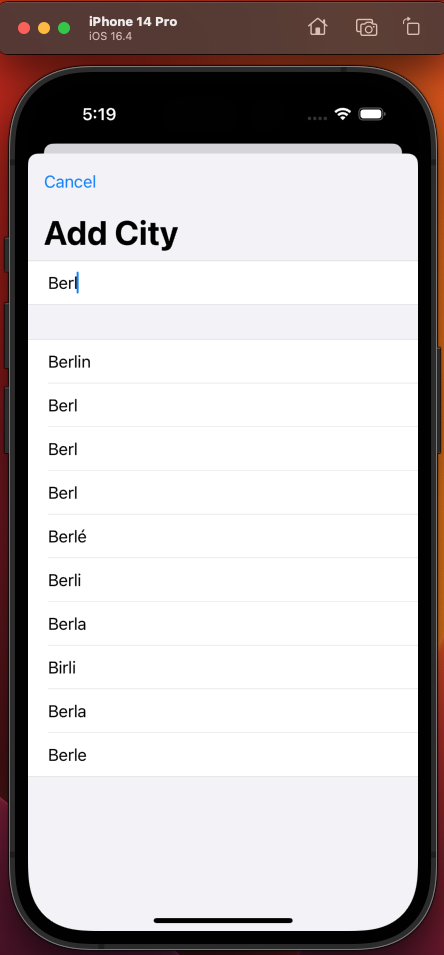 iPhone 14 Pro
iOS 16.4
5:19
Cancel
Add City
Berl
Berlin
Berl
Berl
Berl
Berlé
Berli
Berla
Birli
Berla
Berle